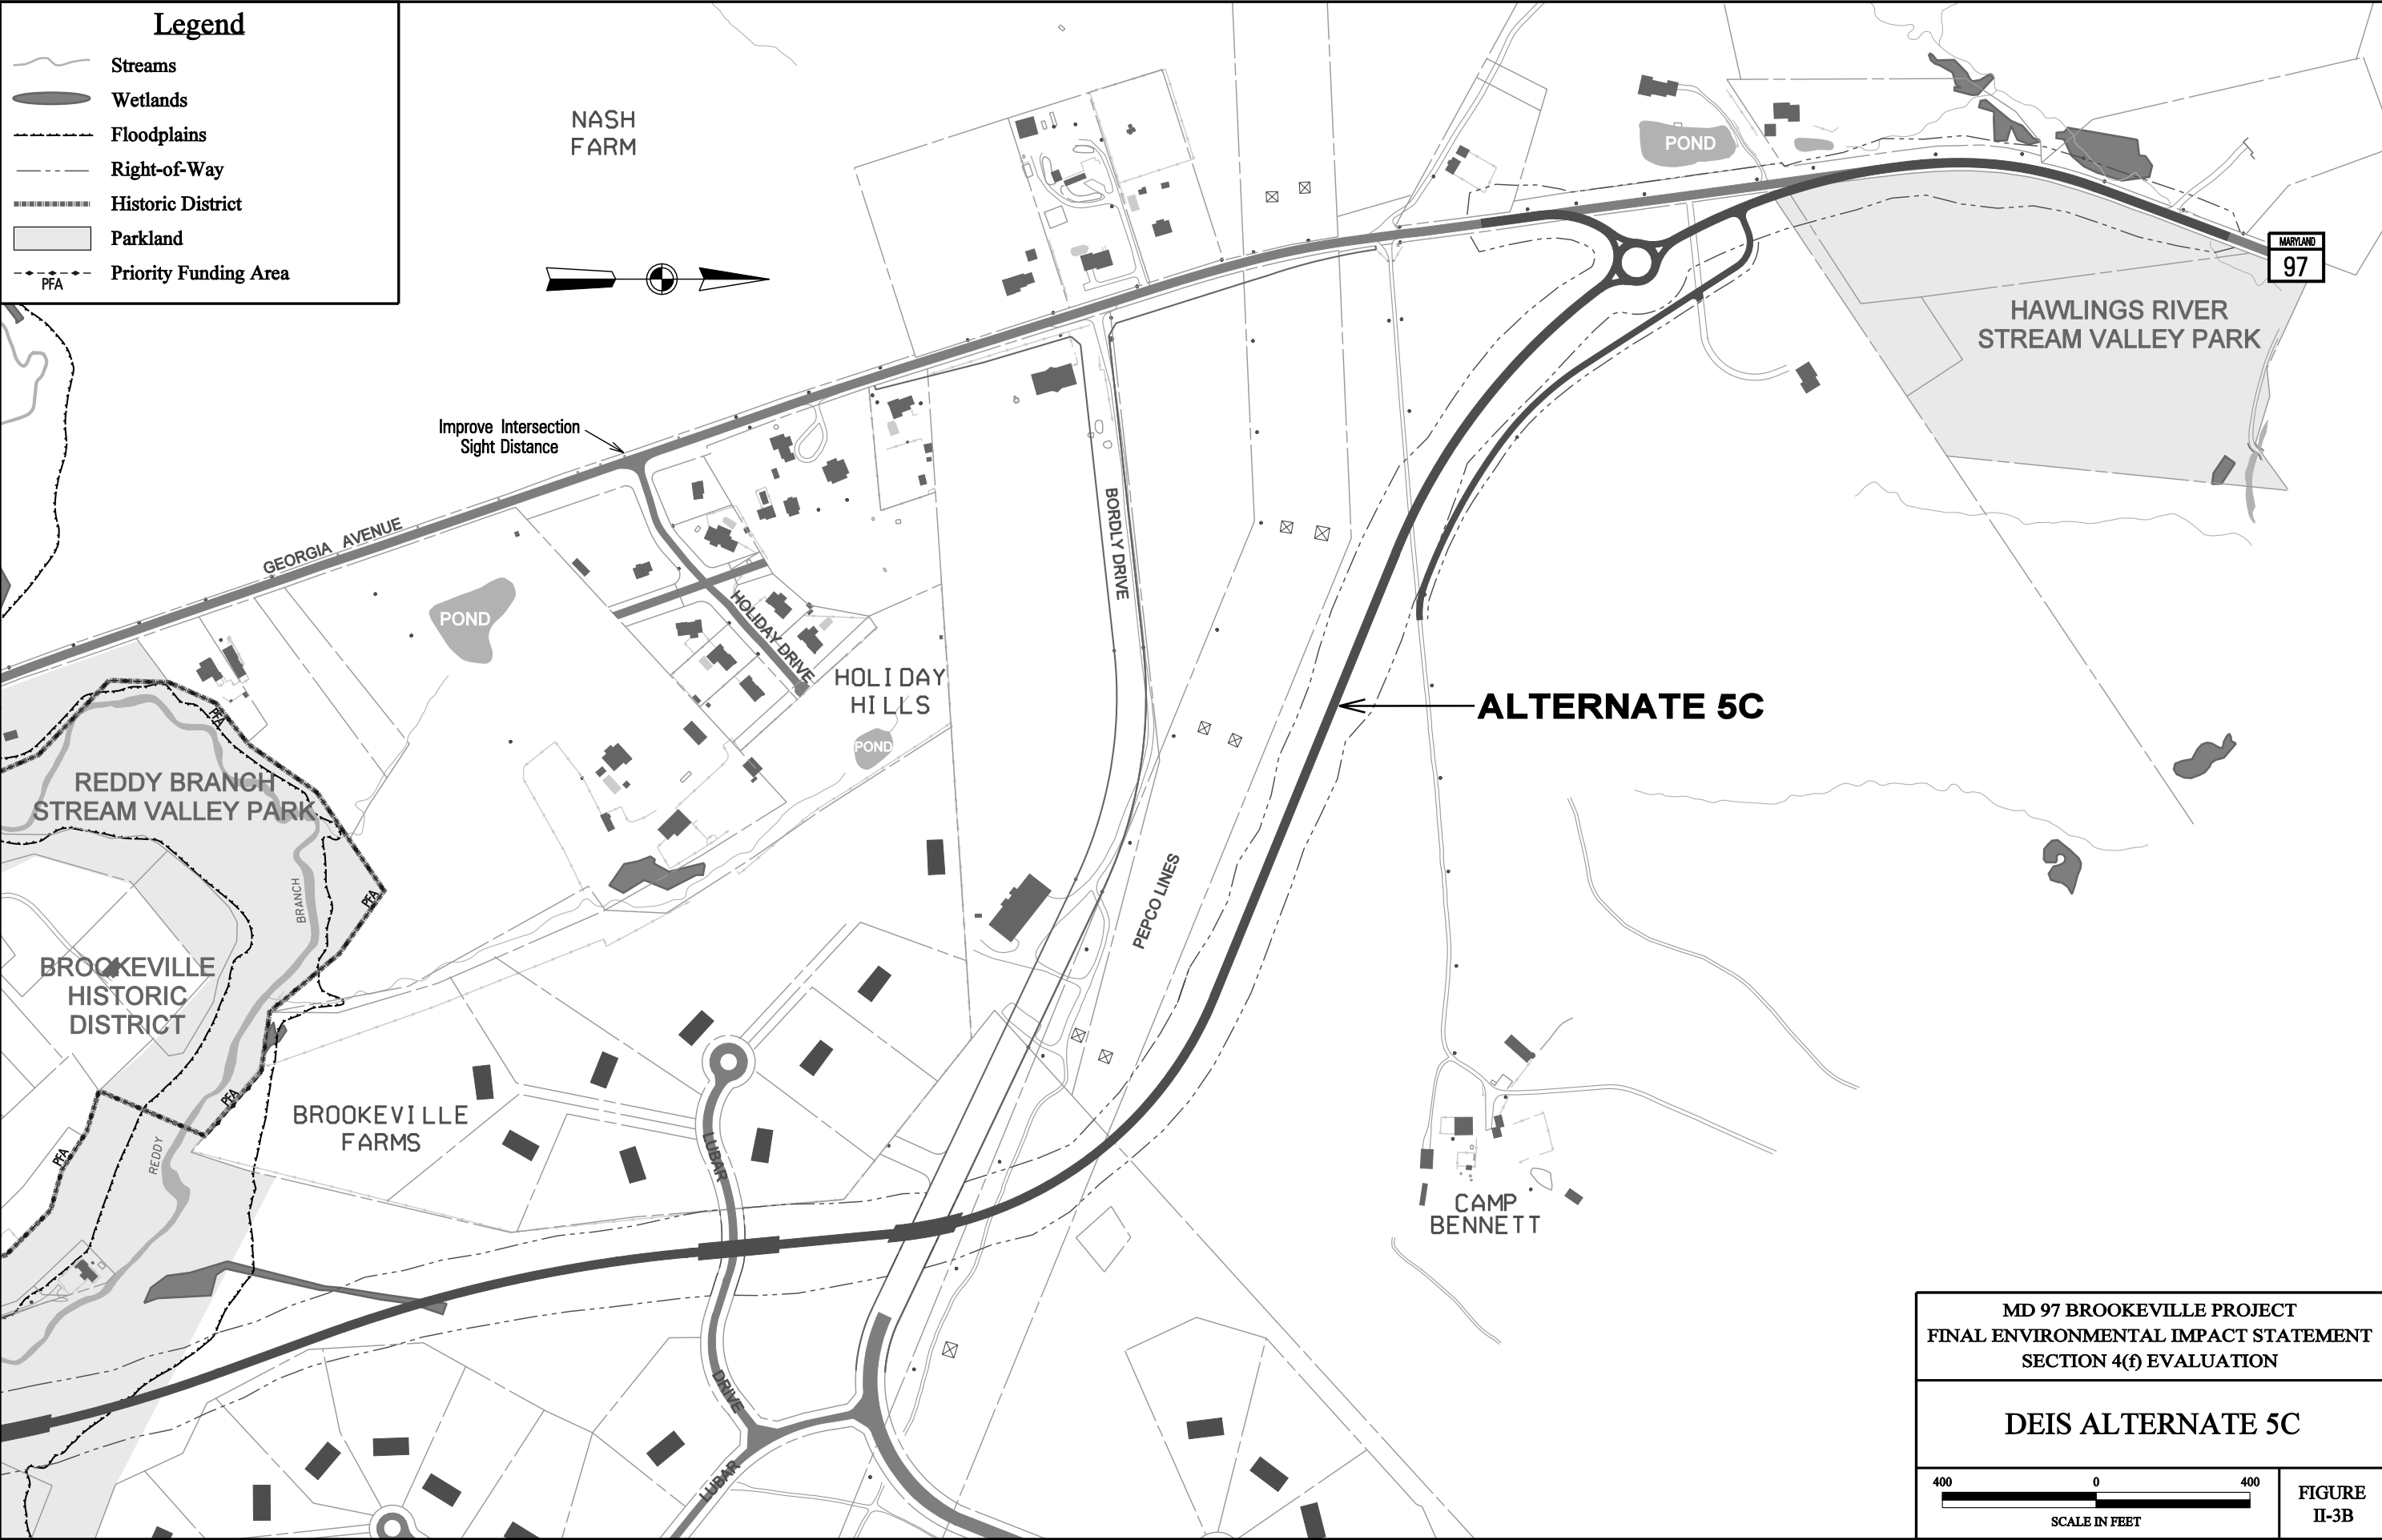 Legend
Streams
Wetlands
Floodplains
Right-of-Way
Historic District
Parkland
PFA
Priority Funding Area
NASH
FARM
POND
MARYLAND
97
HAWLINGS RIVER
STREAM VALLEY PARK
Improve Intersection
Sight Distance
GEORGIA AVENUE
BORDLY DRIVE
POND
HOLIDAY DRIVE
HOLIDAY
HILLS
POND
ALTERNATE 5C
PFA
REDDY BRANCH
STREAM VALLEY PARK
PFA
BRANCH
PEPCO LINES
BROOKEVILLE
HISTORIC
DISTRICT
PFA
PFA
REDDY
BROOKEVILLE
FARMS
LUBAR
DRIVE
LUBAR
CAMP
BENNETT
MD 97 BROOKEVILLE PROJECT
FINAL ENVIRONMENTAL IMPACT STATEMENT
SECTION 4(f) EVALUATION
DEIS ALTERNATE 5C
400 0 400
SCALE IN FEET
FIGURE
II-3B